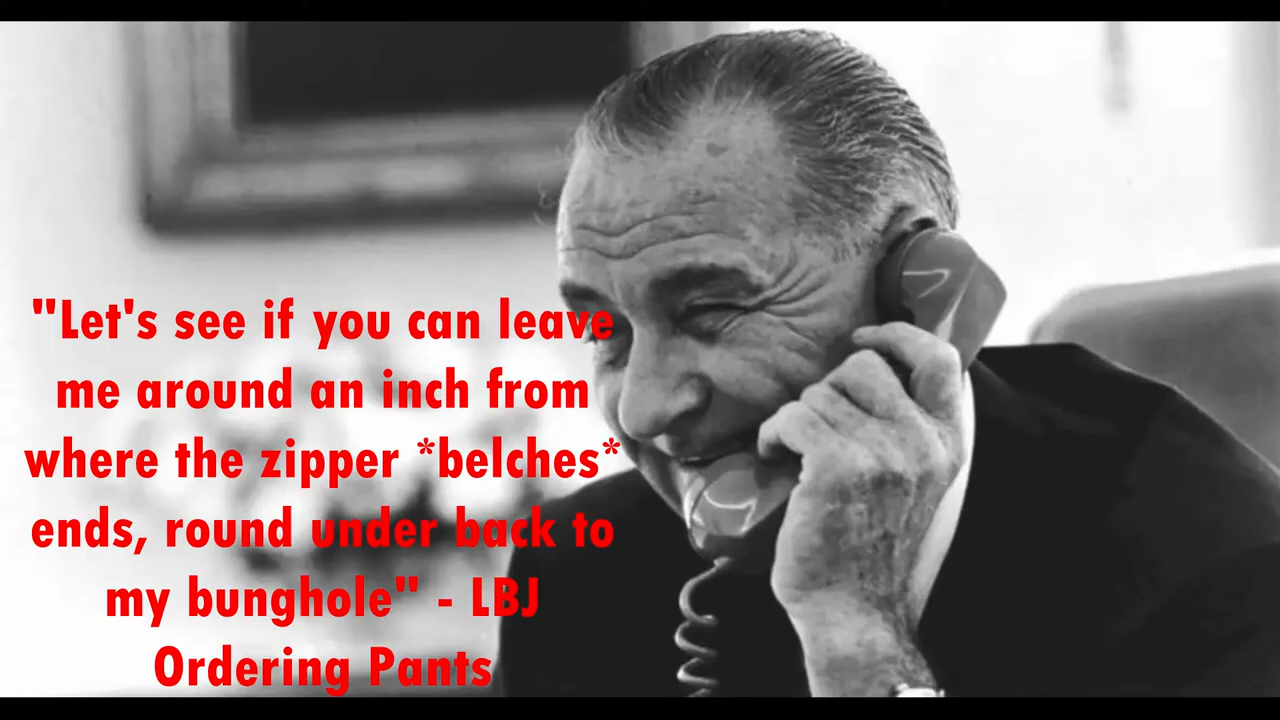 "Let's see if you can leave
me around an inch from
where the zipper *belches*
ends, round under back to
my bunghole" - LBJ
Ordering Pants